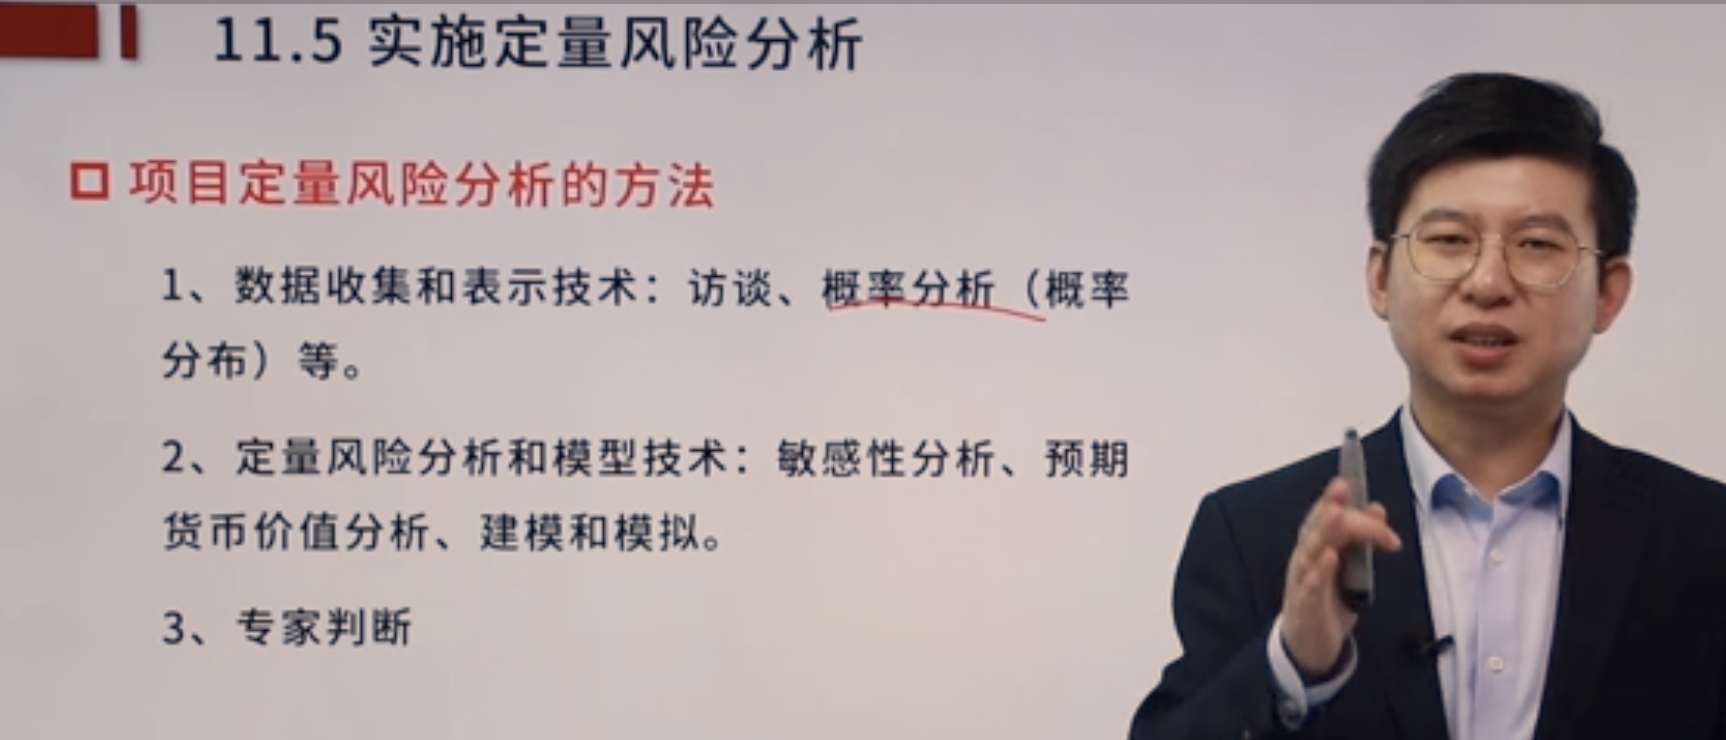 11.5 实施定量风险分析
项目定量风险分析的方法
1、数据收集和表示技术：访谈、概率分析（概率
分布）等。
2、定量风险分析和模型技术：敏感性分析、预期
货币价值分析、建模和模拟。
3、专家判断